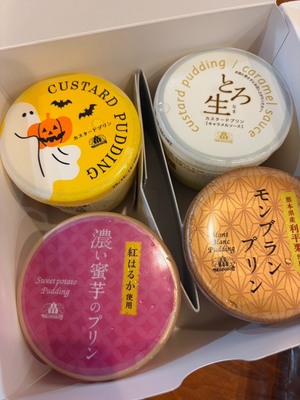 CUSTARD PUDDING
カスタードプリン
custard pudding / caramel sauce
とろ
生
なま
カスタードプリン
【キャラメルソース】
濃い蜜芋のプリン
紅はるか使用
Sweet potato
Pudding
モンブラン
プリン
Mont
Blanc
Pudding
熊本県産